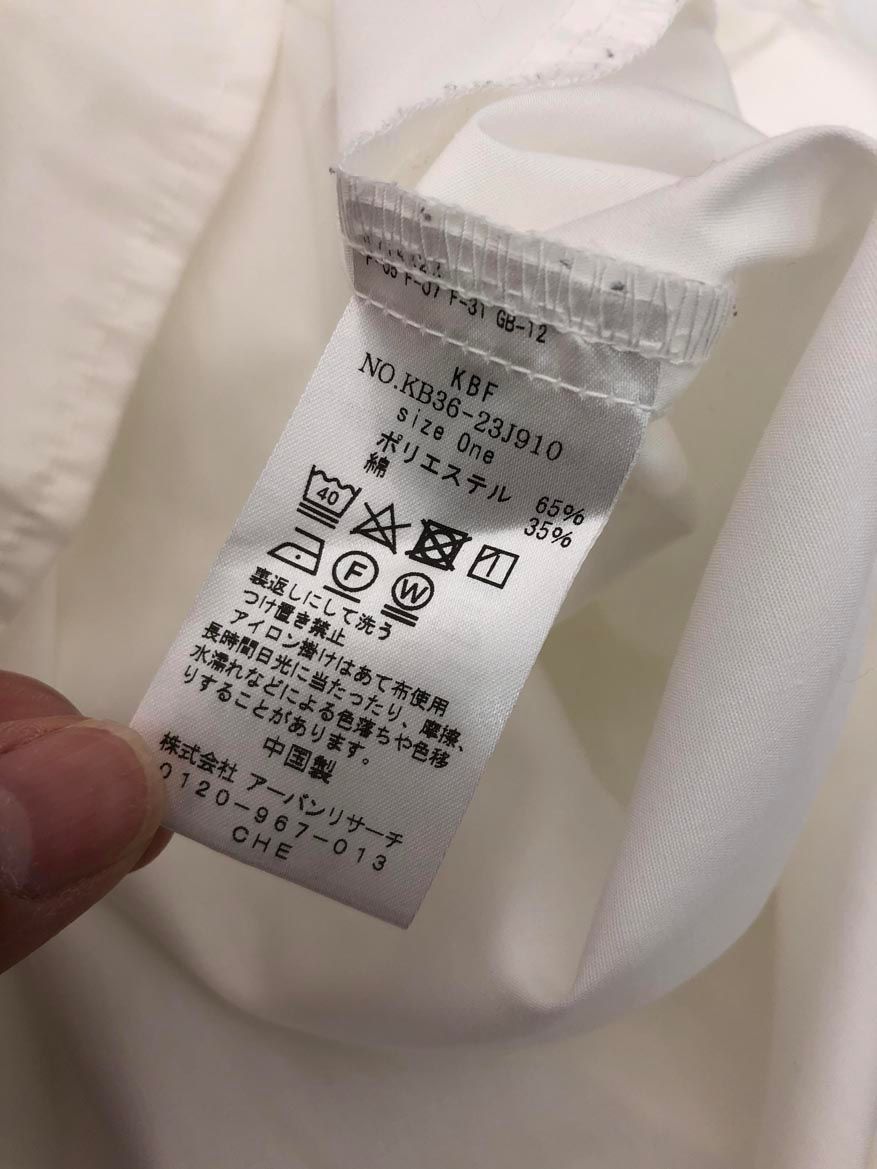 F-31 GB-12
KBF
NO.KB36-23J910
size One
ポリエステル 65%
綿 35%
40
F
W
裏返しにして洗う
つけ置き禁止
アイロン掛けはあて布使用
長時間日光に当たったり、摩擦、
水濡れなどによる色落ちや色移
りすることがあります。
中国製
株式会社 アーバンリサーチ
0120-967-013
CHE